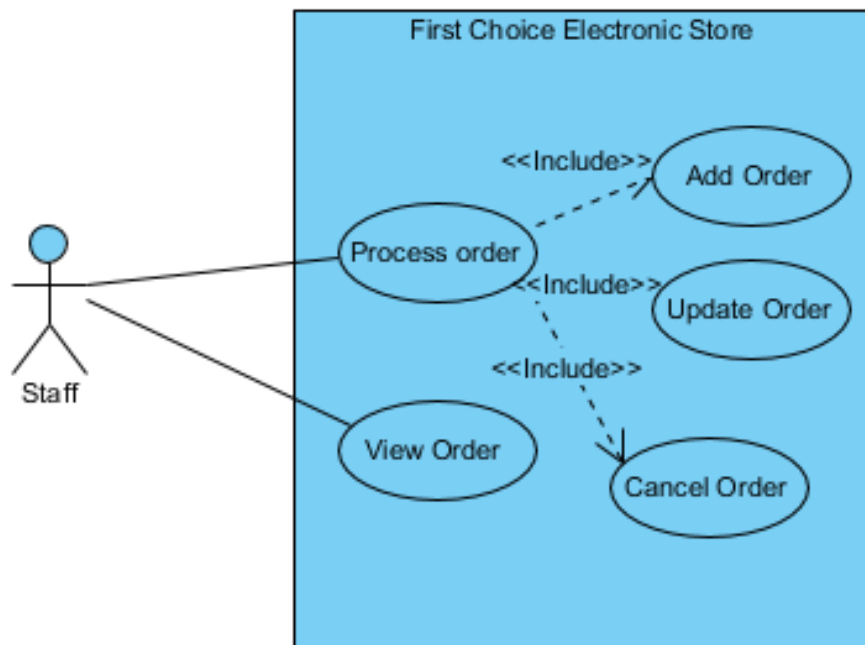 First Choice Electronic Store
<<Include>>
Add Order
Process order
<<Include>>
Update Order
<<Include>>
Staff
View Order
Cancel Order